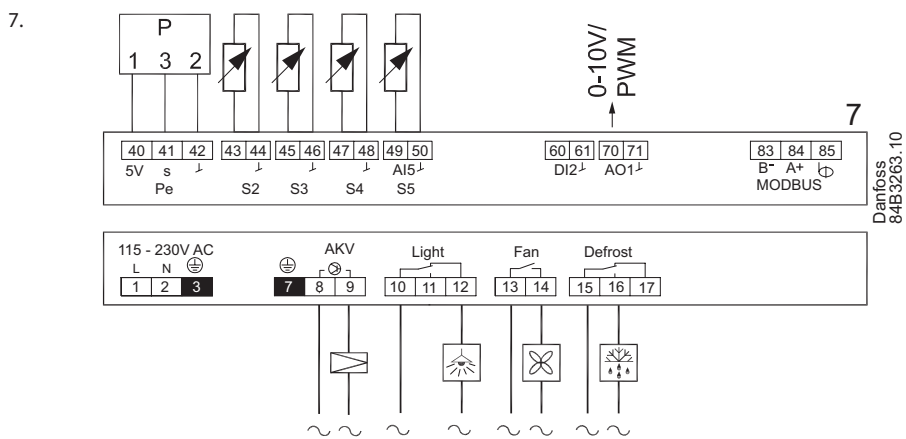 7.
P
1 3 2
0-10V/
PWM
7
40 41 42 43 44 45 46 47 48 49 50 60 61 70 71 83 84 85
5V s AI5 DI2 AO1 B- A+
Pe S2 S3 S4 S5 MODBUS
Danfoss
84B3263.10
115 - 230V AC AKV Light Fan Defrost
L N
1 2 3 7 8 9 10 11 12 13 14 15 16 17